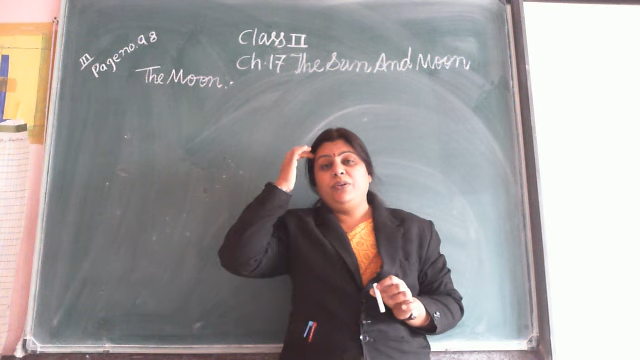 Class II
Ch.17 The Sun And Moon
III
Page no. 98
The Moon.-